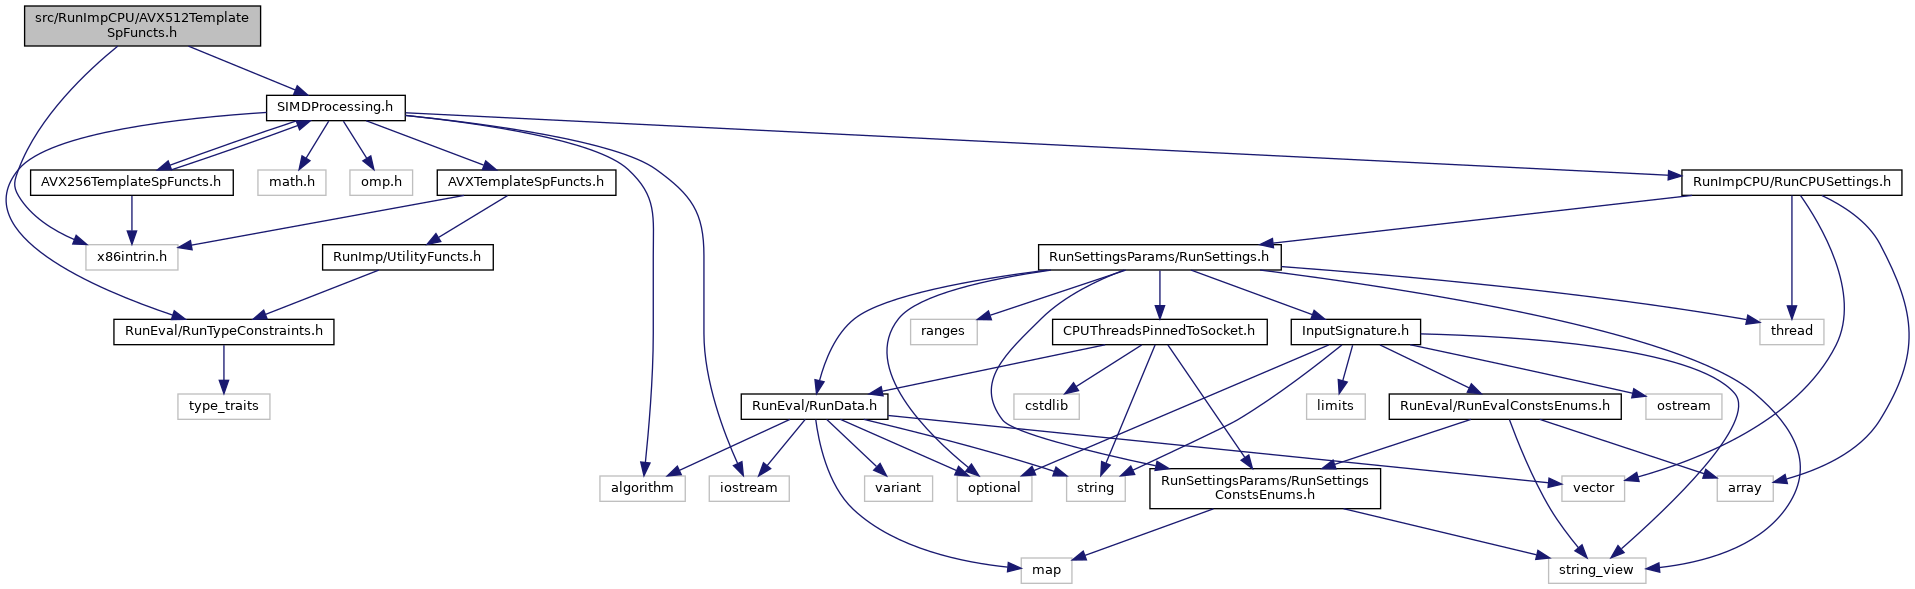 src/RunImpCPU/AVX512Template
SpFuncts.h
SIMDProcessing.h
AVX256TemplateSpFuncts.h
math.h
omp.h
AVXTemplateSpFuncts.h
RunImpCPU/RunCPUSettings.h
x86intrin.h
RunImp/UtilityFuncts.h
RunSettingsParams/RunSettings.h
RunEval/RunTypeConstraints.h
ranges
CPUThreadsPinnedToSocket.h
InputSignature.h
thread
type_traits
RunEval/RunData.h
cstdlib
limits
RunEval/RunEvalConstsEnums.h
ostream
algorithm
iostream
variant
optional
string
RunSettingsParams/RunSettings
ConstsEnums.h
vector
array
map
string_view